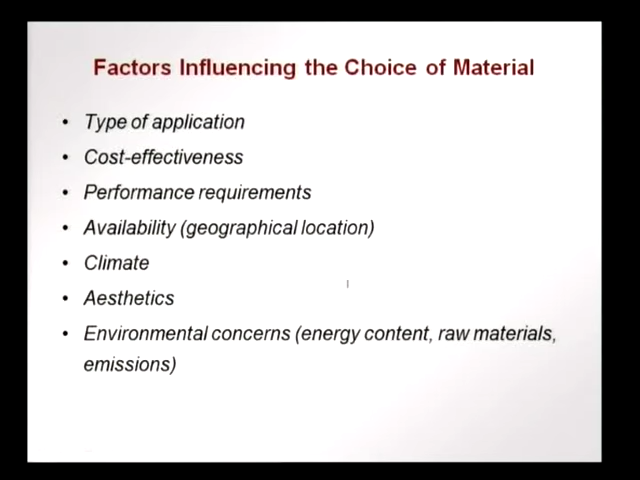 Factors Influencing the Choice of Material
• Type of application
• Cost-effectiveness
• Performance requirements
• Availability (geographical location)
• Climate
• Aesthetics
• Environmental concerns (energy content, raw materials,
emissions)